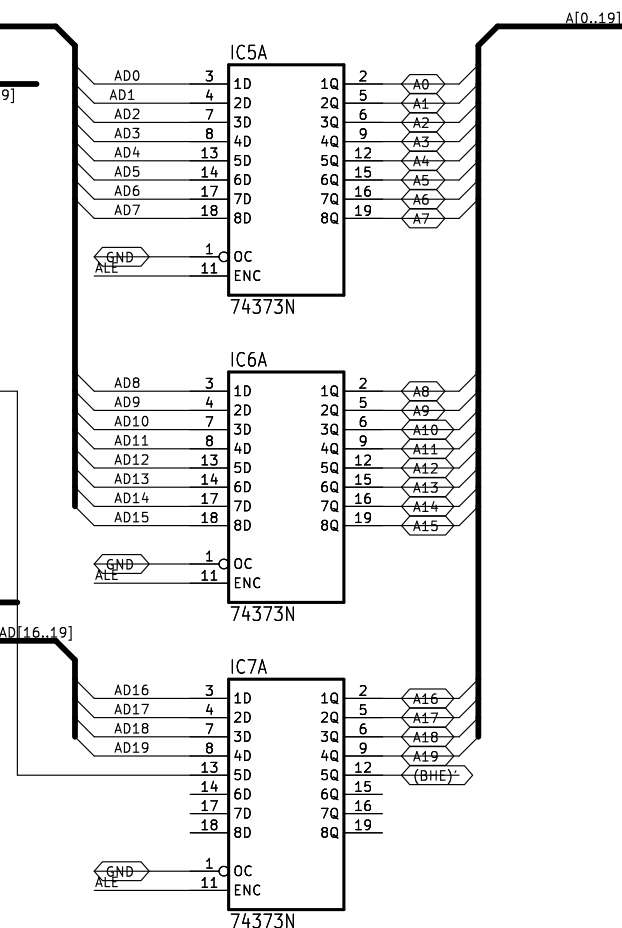 A[0..19]
IC5A
9]
AD0 3 1D 1Q 2 A0
AD1 4 2D 2Q 5 A1
AD2 7 3D 3Q 6 A2
AD3 8 4D 4Q 9 A3
AD4 13 5D 5Q 12 A4
AD5 14 6D 6Q 15 A5
AD6 17 7D 7Q 16 A6
AD7 18 8D 8Q 19 A7
GND 1 OC
ALE 11 ENC
74373N
IC6A
AD8 3 1D 1Q 2 A8
AD9 4 2D 2Q 5 A9
AD10 7 3D 3Q 6 A10
AD11 8 4D 4Q 9 A11
AD12 13 5D 5Q 12 A12
AD13 14 6D 6Q 15 A13
AD14 17 7D 7Q 16 A14
AD15 18 8D 8Q 19 A15
GND 1 OC
ALE 11 ENC
74373N
AD[16..19]
IC7A
AD16 3 1D 1Q 2 A16
AD17 4 2D 2Q 5 A17
AD18 7 3D 3Q 6 A18
AD19 8 4D 4Q 9 A19
13 5D 5Q 12 (BHE)'
14 6D 6Q 15
17 7D 7Q 16
18 8D 8Q 19
GND 1 OC
ALE 11 ENC
74373N